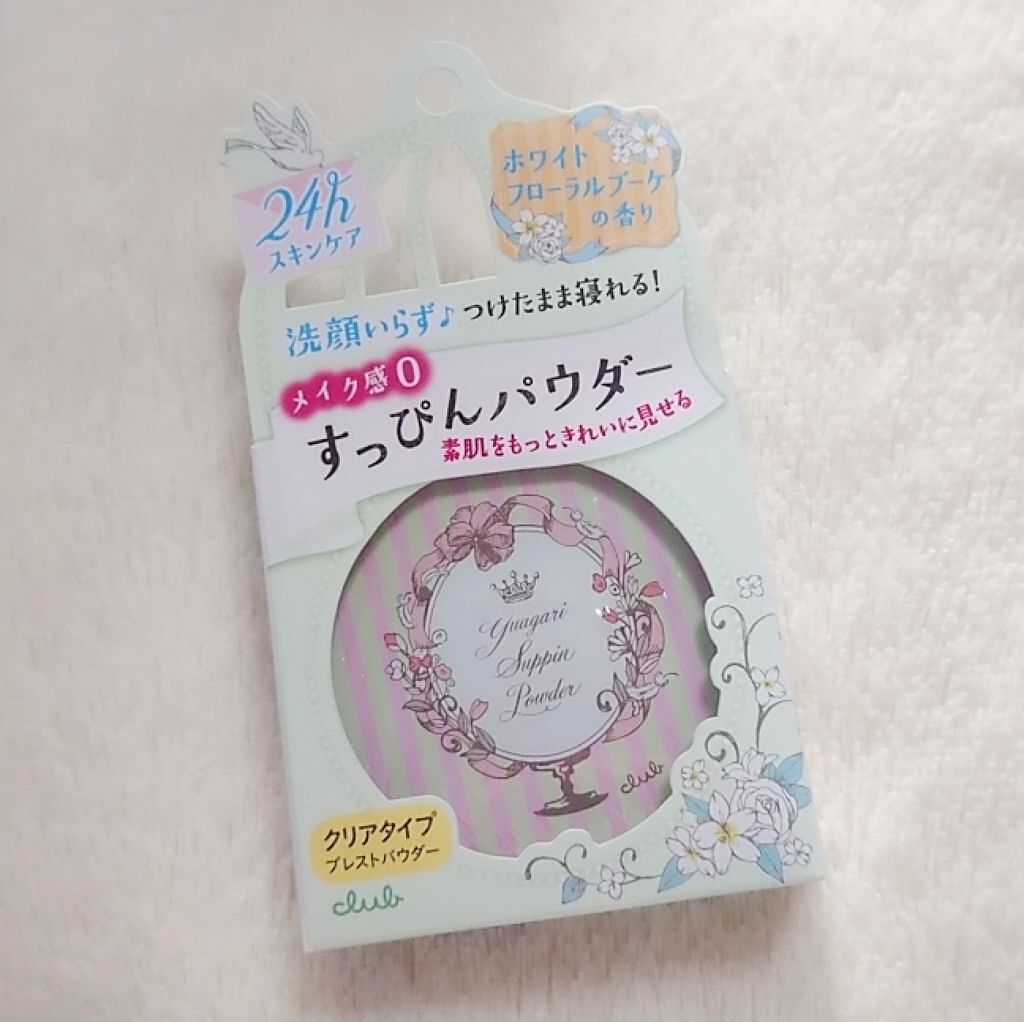 24h
スキンケア
ホワイト
フローラルブーケ
の香り
洗顔いらず♪つけたまま寝れる!
メイク感0
すっぴんパウダー
素肌をもっときれいに見せる
Yuagari
Suppin
Powder
club
クリアタイプ
プレストパウダー
club